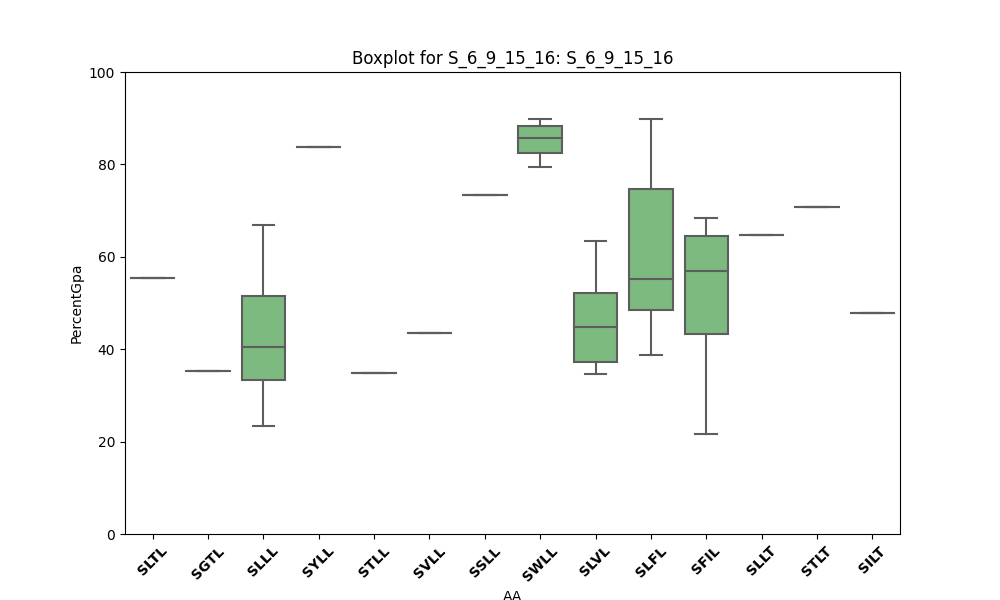 Boxplot for S_6_9_15_16: S_6_9_15_16
100
80
60
40
20
0
PercentGpa
SLTL SGTL SLLL SYLL STLL SVLL SSLL SWLL SLVL SLFL SFIL SLLT STLT SILT
AA